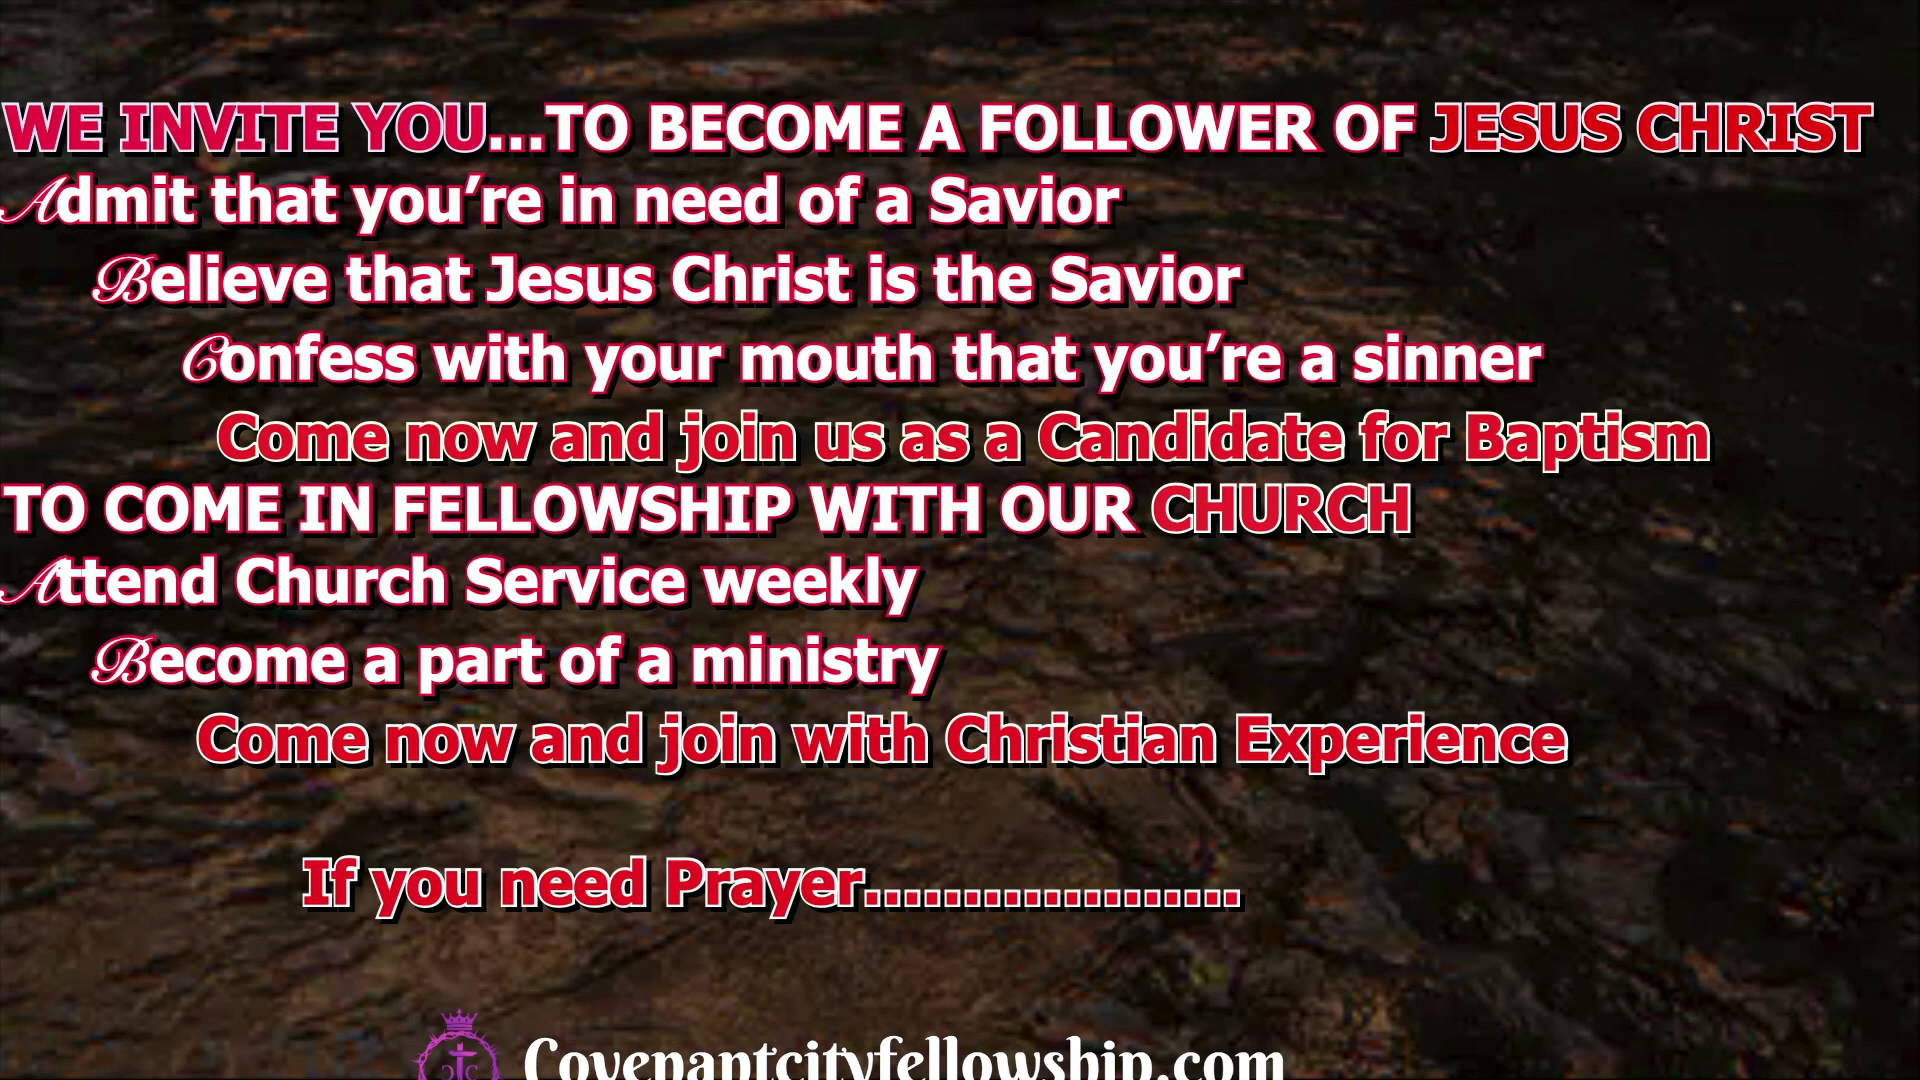 WE INVITE YOU...TO BECOME A FOLLOWER OF JESUS CHRIST
Admit that you’re in need of a Savior
Believe that Jesus Christ is the Savior
Confess with your mouth that you’re a sinner
Come now and join us as a Candidate for Baptism
TO COME IN FELLOWSHIP WITH OUR CHURCH
Attend Church Service weekly
Become a part of a ministry
Come now and join with Christian Experience
If you need Prayer...................
Covenantcityfellowship.com